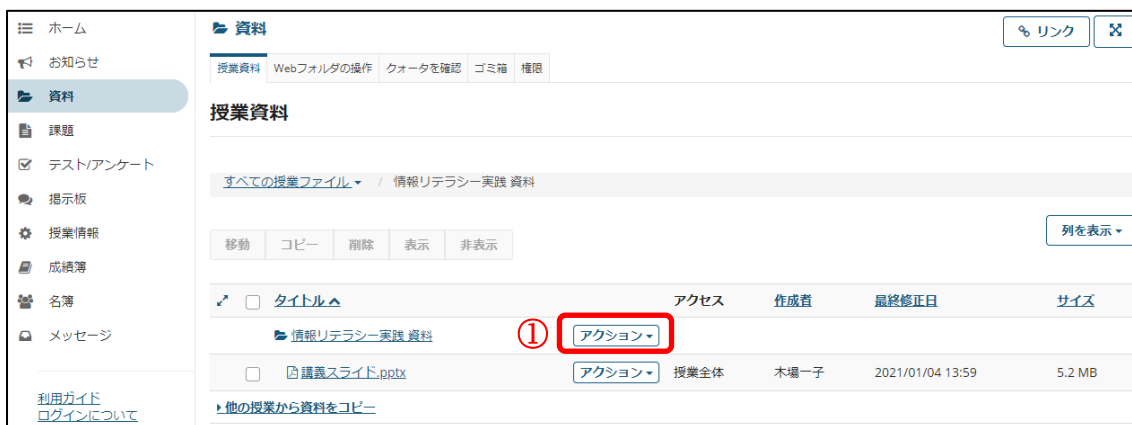 ホーム
お知らせ
資料
課題
テスト/アンケート
掲示板
授業情報
成績簿
名簿
メッセージ
利用ガイド
ログインについて
資料
リンク
授業資料 Webフォルダの操作 クォータを確認 ゴミ箱 権限
授業資料
すべての授業ファイル / 情報リテラシー実践 資料
移動 コピー 削除 表示 非表示
列を表示
タイトル アクセス 作成者 最終修正日 サイズ
情報リテラシー実践 資料 ① アクション
講義スライド.pptx アクション 授業全体 木場一子 2021/01/04 13:59 5.2 MB
他の授業から資料をコピー